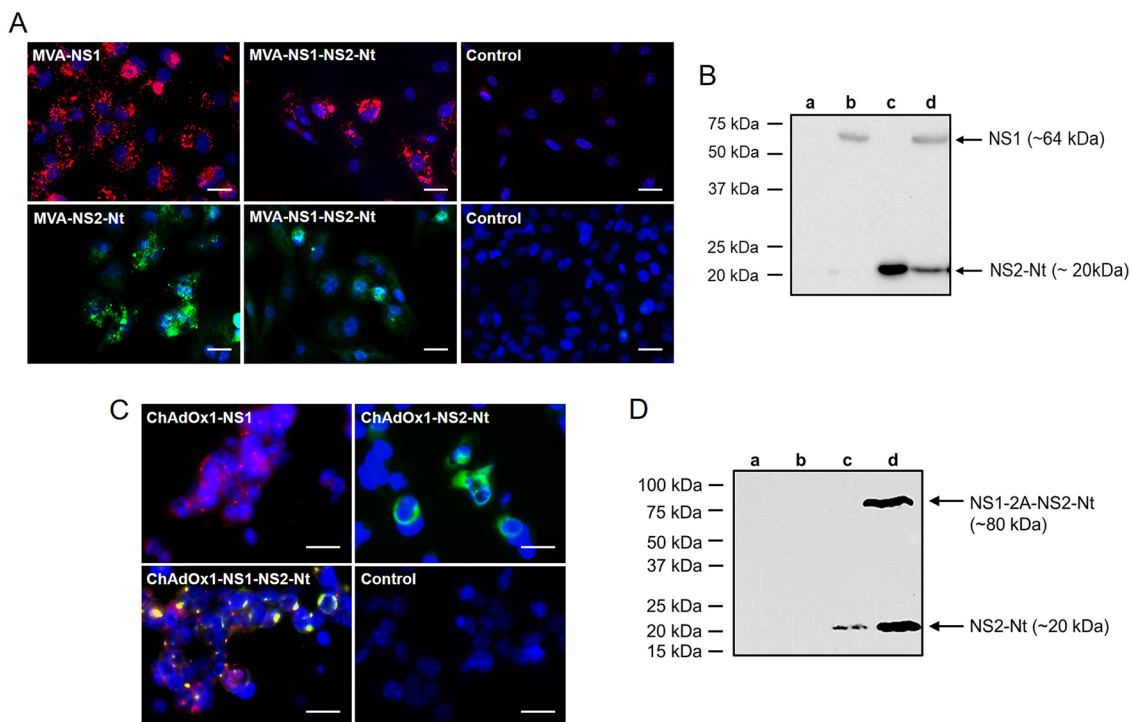 A
MVA-NS1
MVA-NS1-NS2-Nt
Control
MVA-NS2-Nt
MVA-NS1-NS2-Nt
Control
B
a b c d
75 kDa
50 kDa
37 kDa
25 kDa
20 kDa
NS1 (~64 kDa)
NS2-Nt (~ 20kDa)
C
ChAdOx1-NS1
ChAdOx1-NS2-Nt
ChAdOx1-NS1-NS2-Nt
Control
D
a b c d
100 kDa
75 kDa
50 kDa
37 kDa
25 kDa
20 kDa
15 kDa
NS1-2A-NS2-Nt
(~80 kDa)
NS2-Nt (~20 kDa)